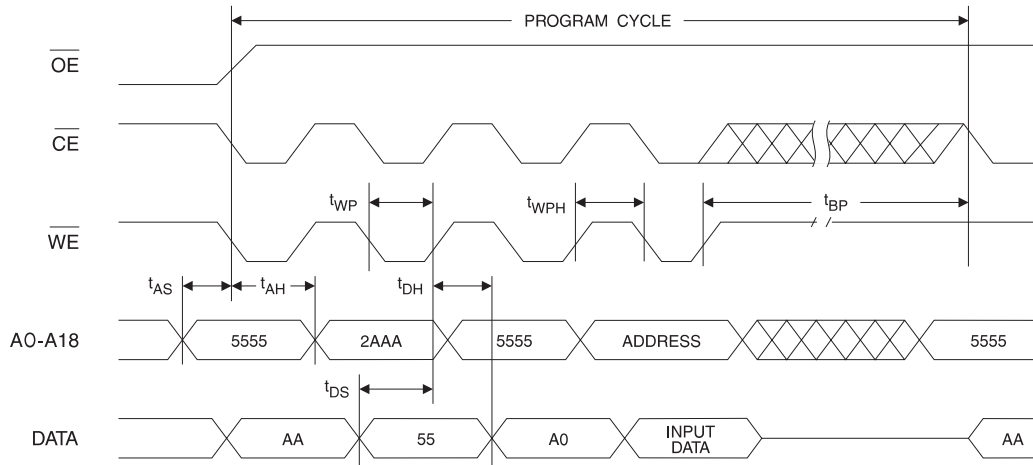 PROGRAM CYCLE
OE
CE
tWP tWPH tBP
WE
tAS tAH tDH
A0-A18 5555 2AAA 5555 ADDRESS 5555
tDS
DATA AA 55 A0 INPUT DATA AA